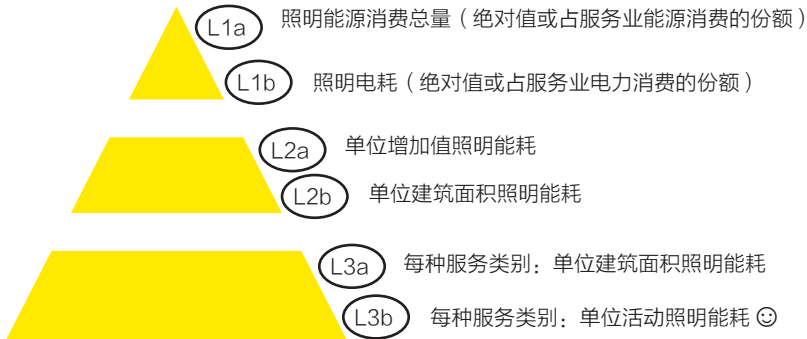 L1a 照明能源消费总量（绝对值或占服务业能源消费的份额）
L1b 照明电耗（绝对值或占服务业电力消费的份额）
L2a 单位增加值照明能耗
L2b 单位建筑面积照明能耗
L3a 每种服务类别：单位建筑面积照明能耗
L3b 每种服务类别：单位活动照明能耗☺